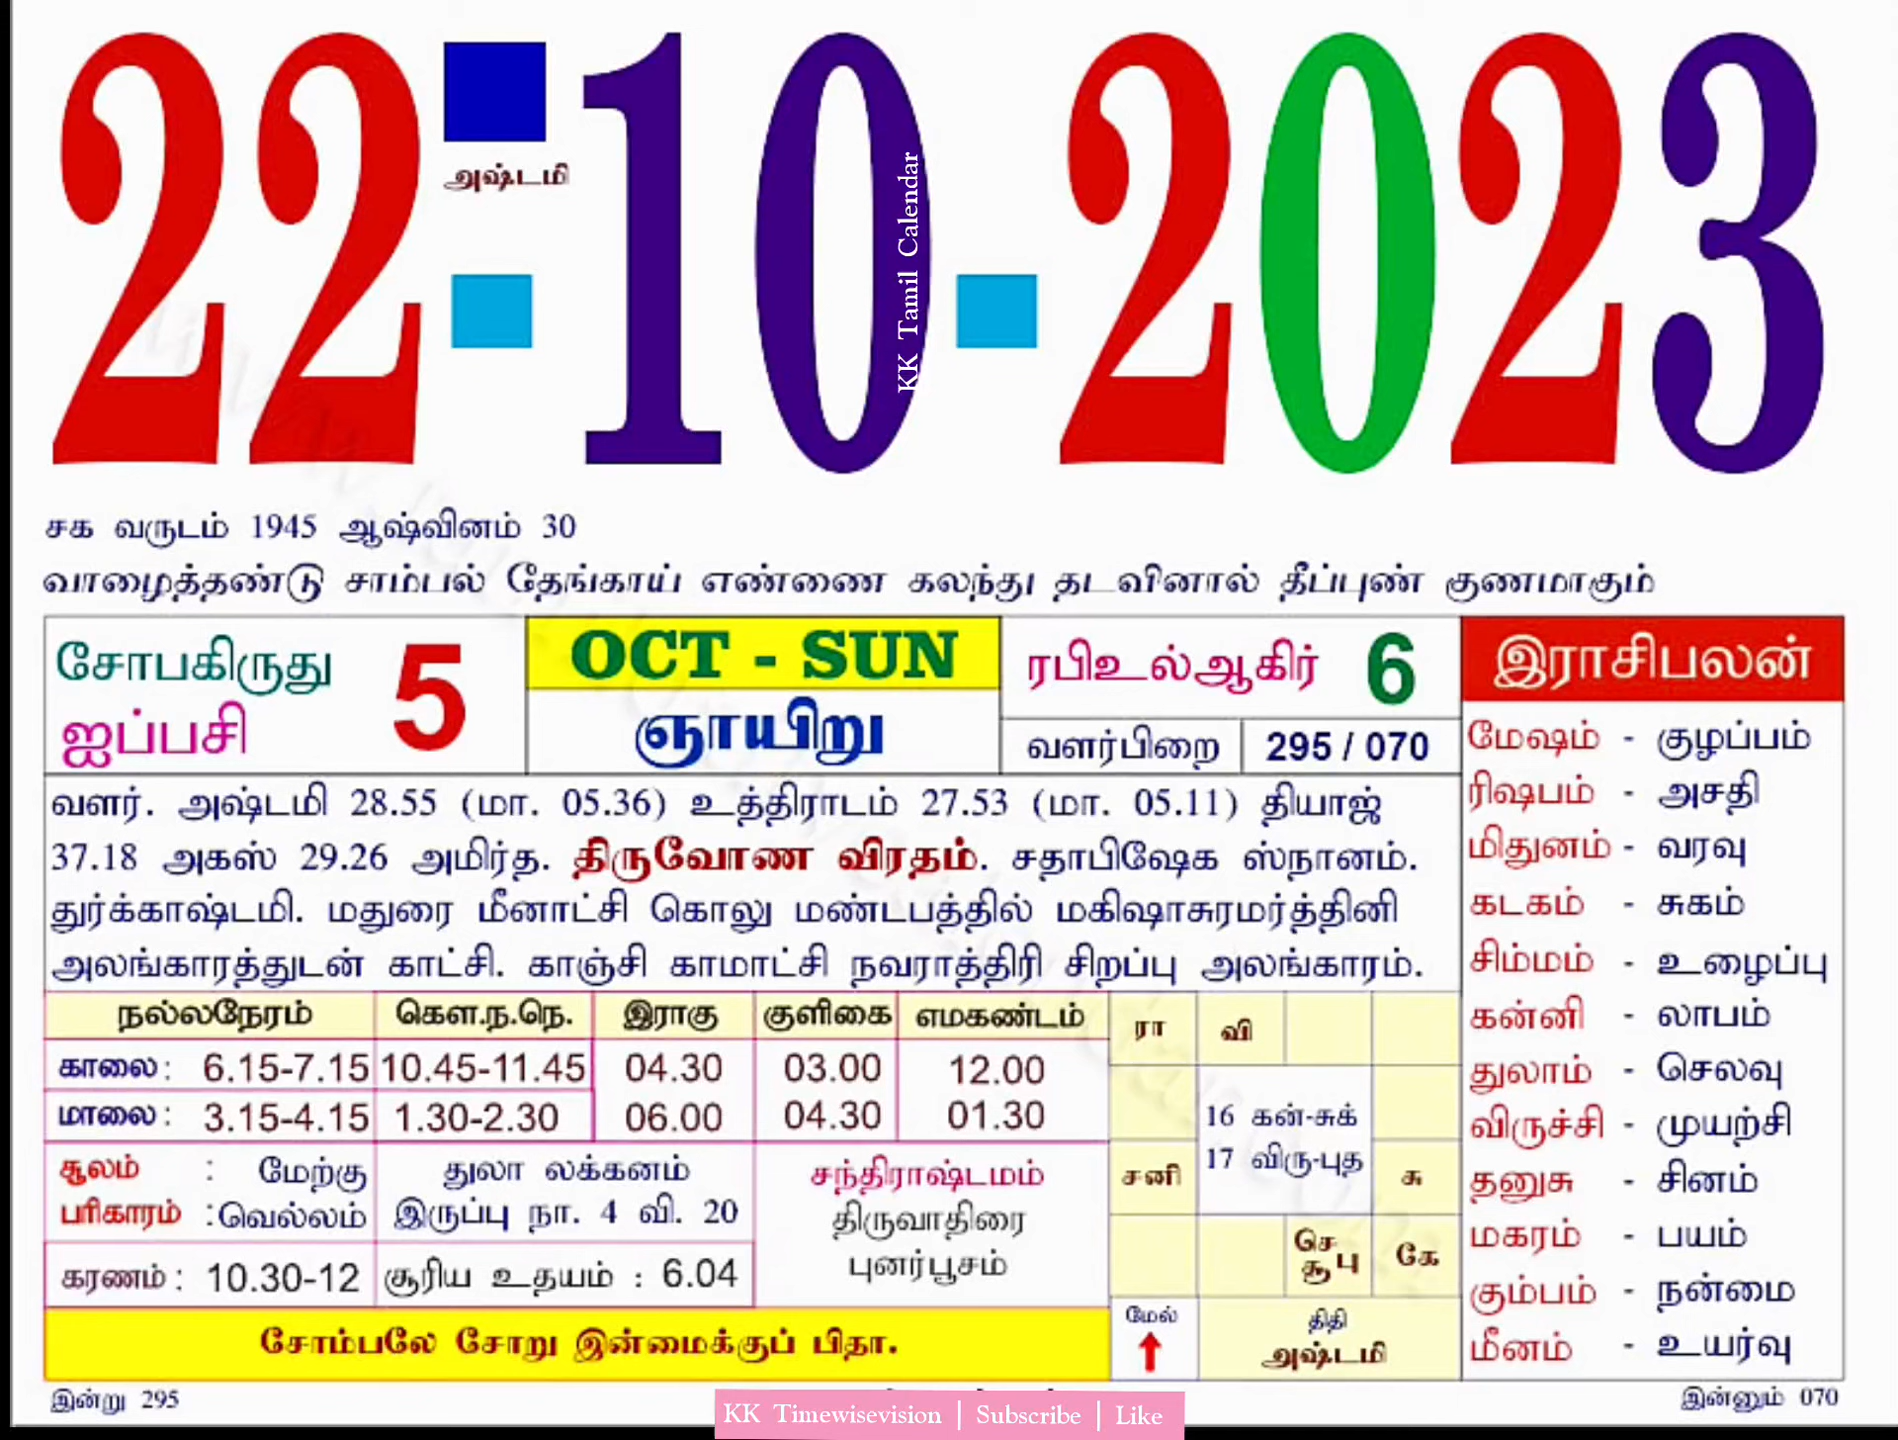 22-10-2023
அஷ்டமி
KK Tamil Calendar
சக வருடம் 1945 ஆஷ்வினம் 30
வாழைத்தண்டு சாம்பல் தேங்காய் எண்ணை கலந்து தடவினால் தீப்புண் குணமாகும்
சோபகிருது
ஐப்பசி
5
OCT - SUN
ஞாயிறு
ரபிஉல்ஆகிர் 6
வளர்பிறை 295 / 070
வளர். அஷ்டமி 28.55 (மா. 05.36) உத்திராடம் 27.53 (மா. 05.11) தியாஜ்
37.18 அகஸ் 29.26 அமிர்த. திருவோண விரதம். சதாபிஷேக ஸ்நானம்.
துர்க்காஷ்டமி. மதுரை மீனாட்சி கொலு மண்டபத்தில் மகிஷாசுரமர்த்தினி
அலங்காரத்துடன் காட்சி. காஞ்சி காமாட்சி நவராத்திரி சிறப்பு அலங்காரம்.
நல்லநேரம் கௌ.ந.நெ. இராகு குளிகை எமகண்டம்
காலை: 6.15-7.15 10.45-11.45 04.30 03.00 12.00
மாலை: 3.15-4.15 1.30-2.30 06.00 04.30 01.30
சூலம் : மேற்கு
பரிகாரம் : வெல்லம்
துலா லக்கனம்
இருப்பு நா. 4 வி. 20
சந்திராஷ்டமம்
திருவாதிரை
புனர்பூசம்
கரணம் : 10.30-12
சூரிய உதயம் : 6.04
சோம்பலே சோறு இன்மைக்குப் பிதா.
ரா வி
16 கன்-சுக்
17 விரு-புத
சனி
சு
செ
சூ பு
கே
மேல்
திதி
அஷ்டமி
இராசிபலன்
மேஷம் - குழப்பம்
ரிஷபம் - அசதி
மிதுனம் - வரவு
கடகம் - சுகம்
சிம்மம் - உழைப்பு
கன்னி - லாபம்
துலாம் - செலவு
விருச்சி - முயற்சி
தனுசு - சினம்
மகரம் - பயம்
கும்பம் - நன்மை
மீனம் - உயர்வு
இன்று 295
KK Timewisevision | Subscribe | Like
இன்னும் 070